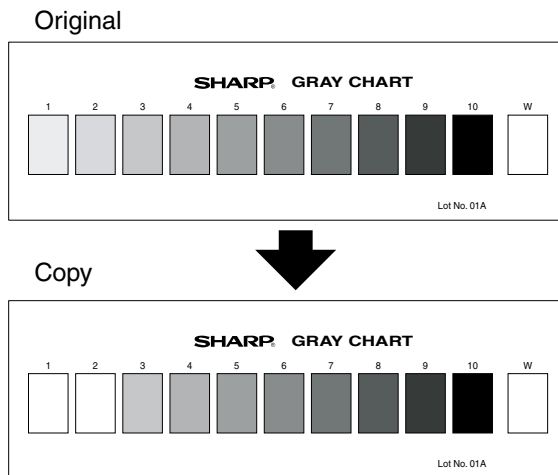 Original
SHARP® GRAY CHART
1 2 3 4 5 6 7 8 9 10 W
Lot No. 01A
Copy
SHARP® GRAY CHART
1 2 3 4 5 6 7 8 9 10 W
Lot No. 01A